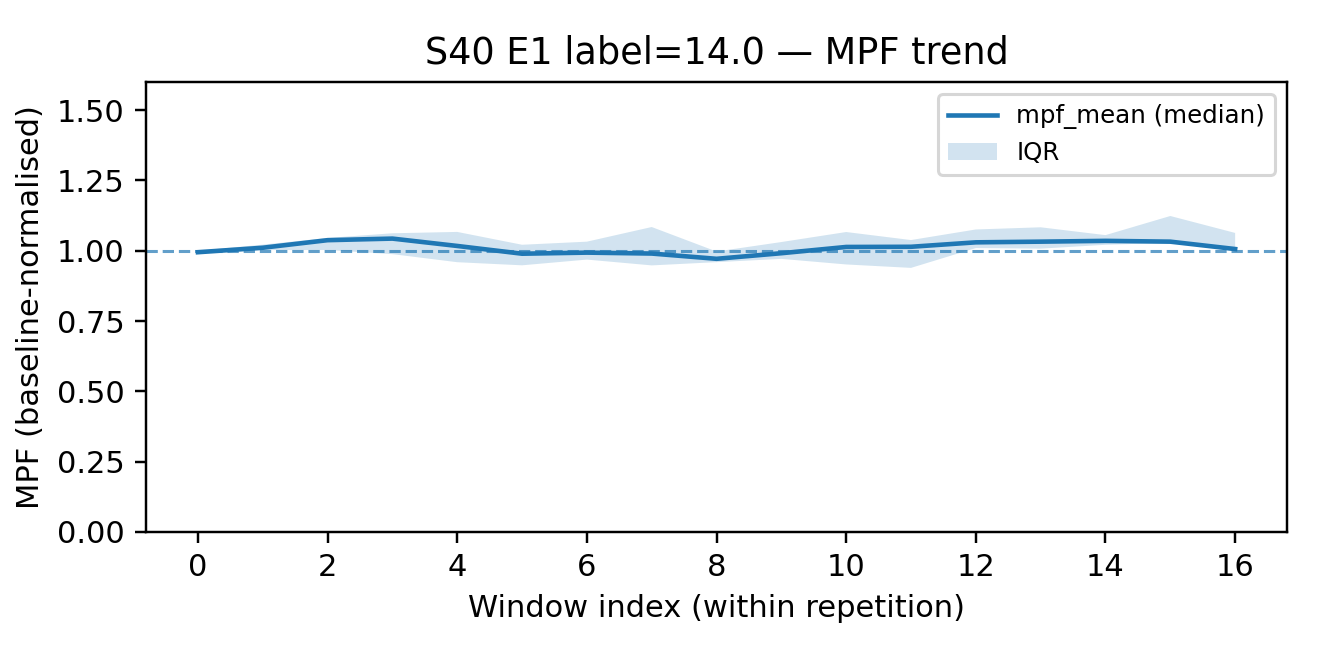 S40 E1 label=14.0 — MPF trend
mpf_mean (median)
IQR
MPF (baseline-normalised)
1.50
1.25
1.00
0.75
0.50
0.25
0.00
0 2 4 6 8 10 12 14 16
Window index (within repetition)